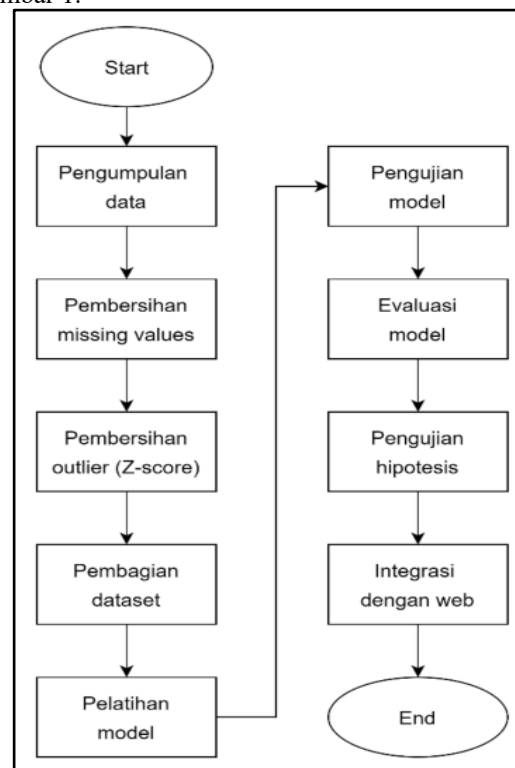 mbar 1.
Start
Pengumpulan
data
Pembersihan
missing values
Pembersihan
outlier (Z-score)
Pembagian
dataset
Pelatihan
model
Pengujian
model
Evaluasi
model
Pengujian
hipotesis
Integrasi
dengan web
End